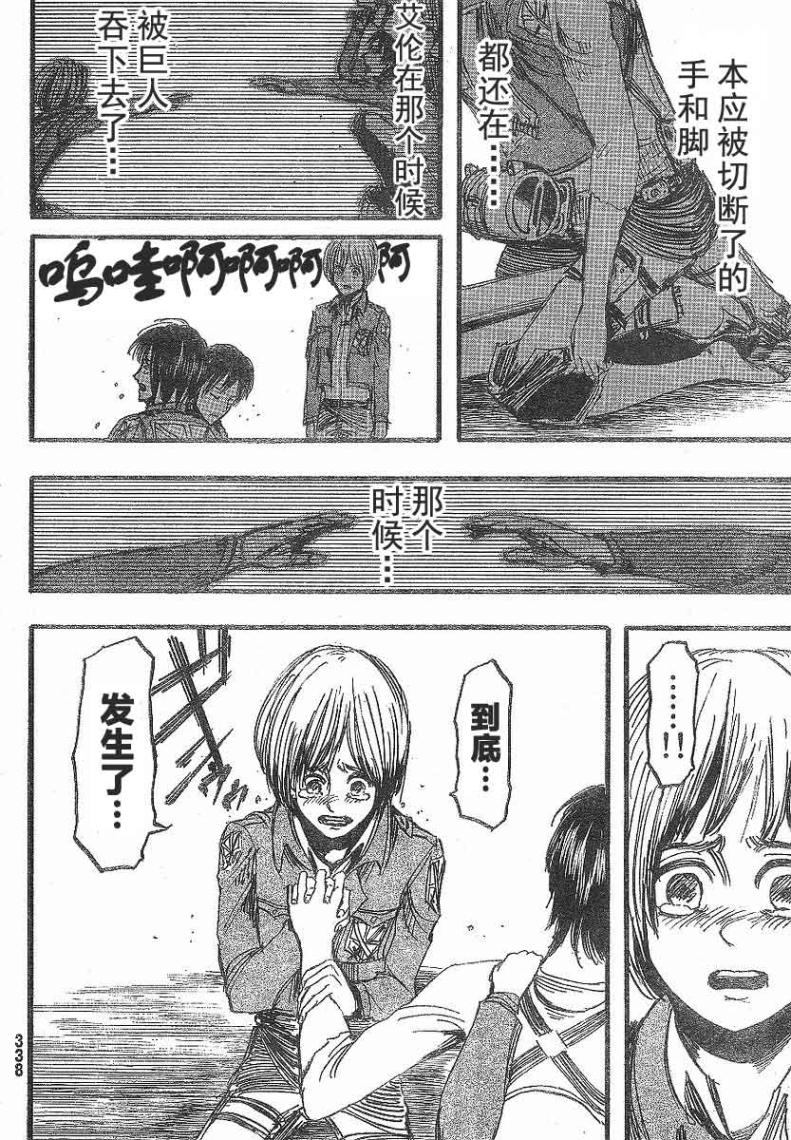 本应被切断了的
手和脚
都还在……
艾伦在那个时候
被巨人
吞下去了…
呜哇啊啊啊啊
那个
时候…
……!!
到底…
发生了…
338